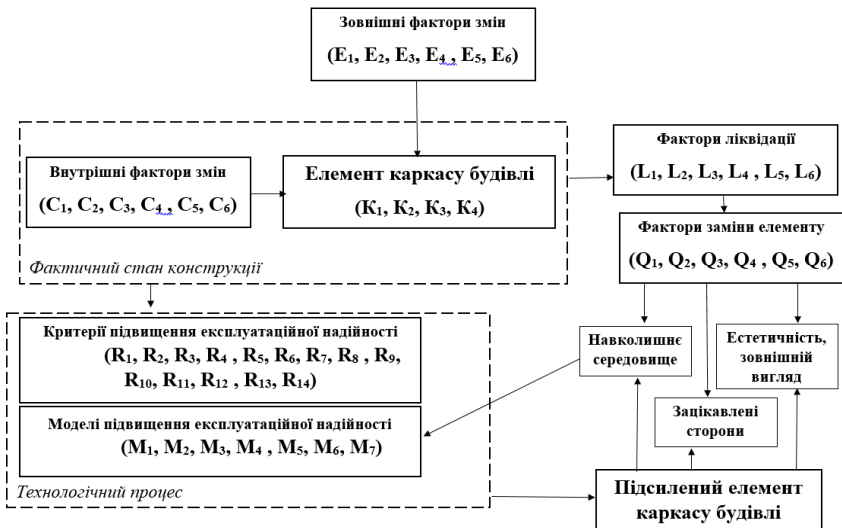 Зовнішні фактори змін
(E₁, E₂, E₃, E₄ , E₅, E₆)
Внутрішні фактори змін
(C₁, C₂, C₃, C₄ , C₅, C₆)
Елемент каркасу будівлі
(K₁, K₂, K₃, K₄)
Фактичний стан конструкції
Фактори ліквідації
(L₁, L₂, L₃, L₄ , L₅, L₆)
Фактори заміни елементу
(Q₁, Q₂, Q₃, Q₄ , Q₅, Q₆)
Критерії підвищення експлуатаційної надійності
(R₁, R₂, R₃, R₄ , R₅, R₆, R₇, R₈ , R₉,
R₁₀, R₁₁, R₁₂ , R₁₃, R₁₄)
Моделі підвищення експлуатаційної надійності
(M₁, M₂, M₃, M₄ , M₅, M₆, M₇)
Технологічний процес
Навколишнє
середовище
Естетичність,
зовнішній
вигляд
Зацікавлені
сторони
Підсилений елемент
каркасу будівлі